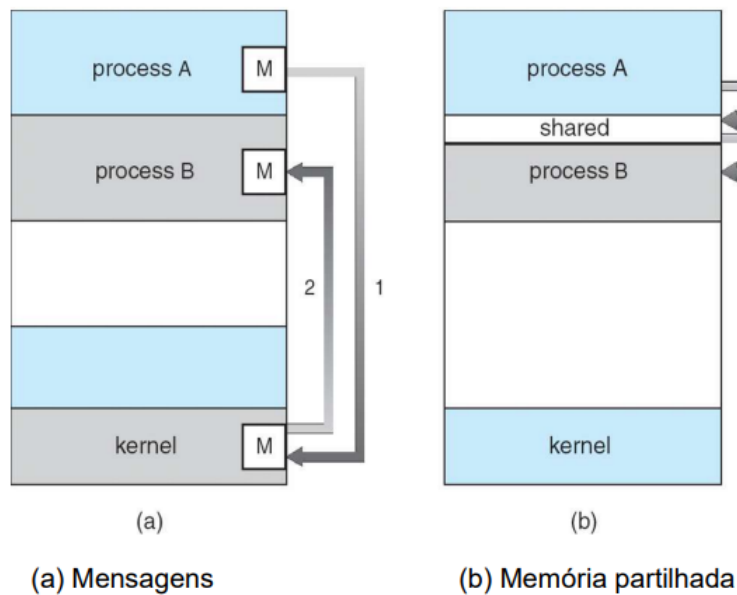 process A
M
process B
M
2
1
kernel
M
(a)
(a) Mensagens
process A
shared
process B
kernel
(b)
(b) Memória partilhada